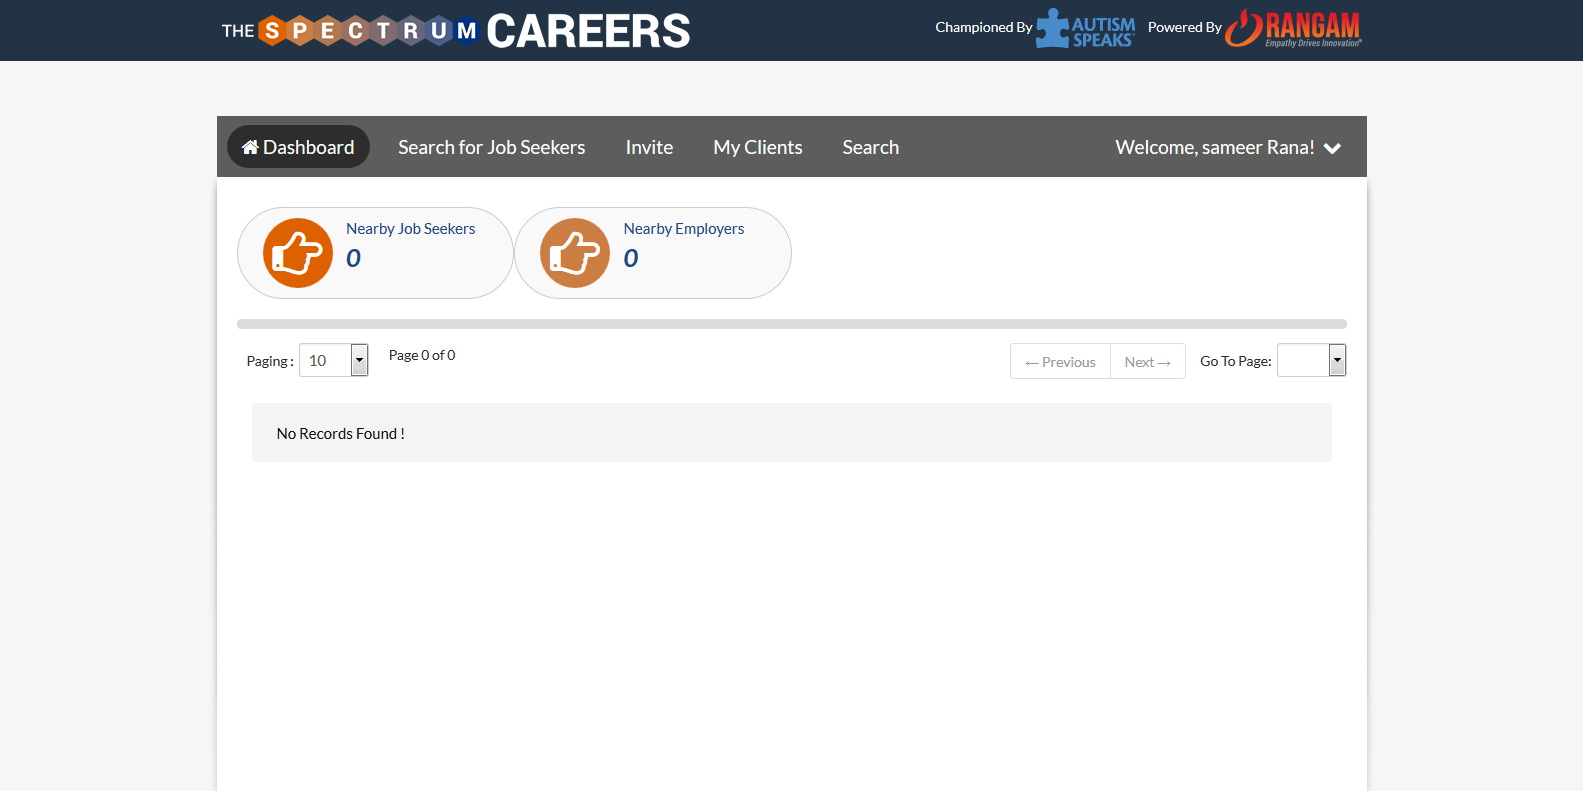 THE SPECTRUM CAREERS
Championed By AUTISM SPEAKS Powered By RANGAM
Empathy Drives Innovation
Dashboard Search for Job Seekers Invite My Clients Search Welcome, sameer Rana!
Nearby Job Seekers
0
Nearby Employers
0
Paging : 10 Page 0 of 0 ← Previous Next → Go To Page:
No Records Found !